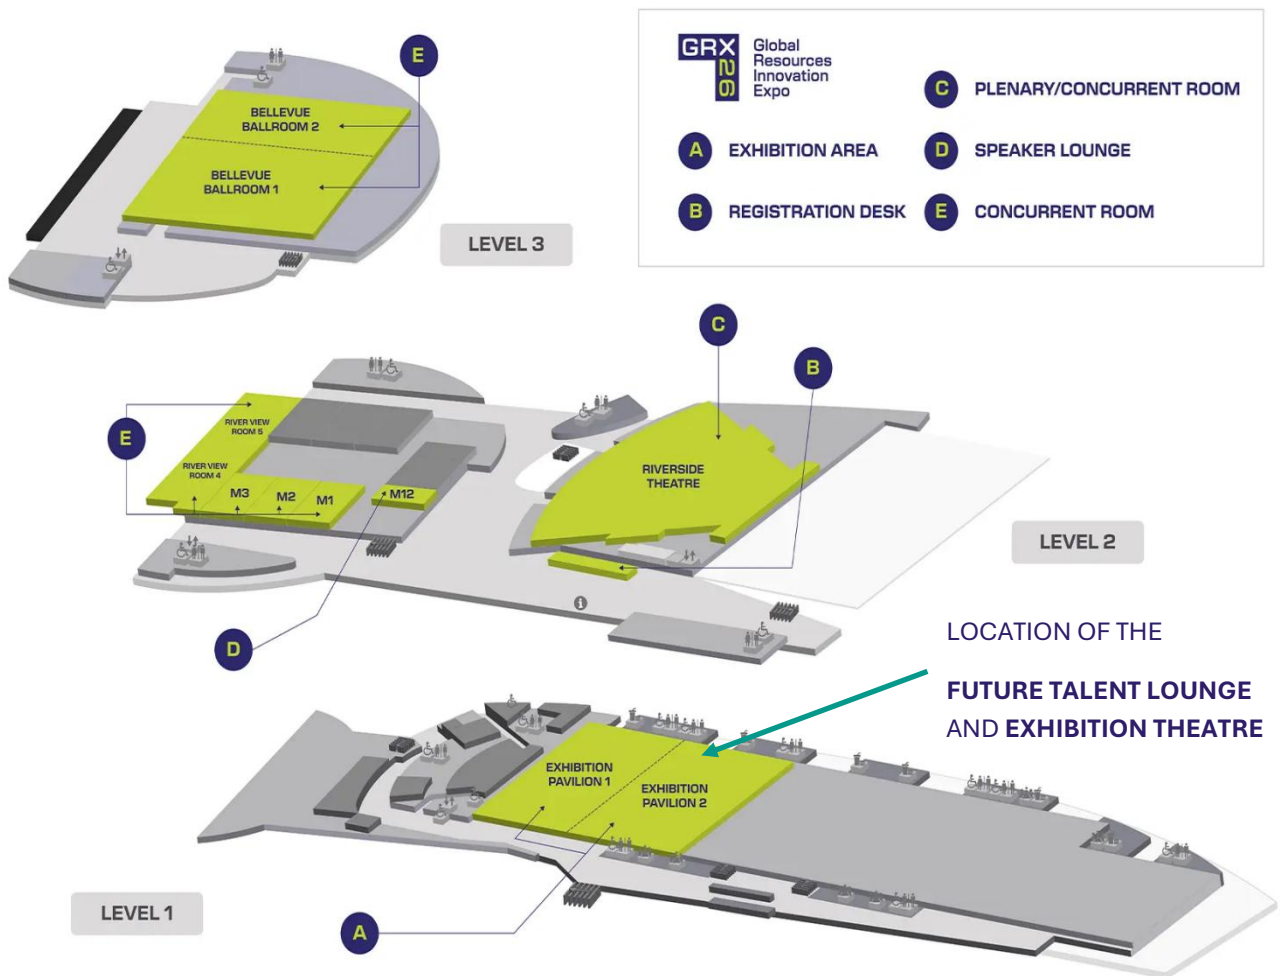 E
BELLEVUE
BALLROOM 2
BELLEVUE
BALLROOM 1
LEVEL 3
GRX
26
Global
Resources
Innovation
Expo
A EXHIBITION AREA
B REGISTRATION DESK
C PLENARY/CONCURRENT ROOM
D SPEAKER LOUNGE
E CONCURRENT ROOM
C
B
E
RIVER VIEW
ROOM 5
RIVER VIEW
ROOM 4
M3
M2
M1
M12
RIVERSIDE
THEATRE
i
D
LEVEL 2
LOCATION OF THE
FUTURE TALENT LOUNGE
AND EXHIBITION THEATRE
EXHIBITION
PAVILION 1
EXHIBITION
PAVILION 2
LEVEL 1
A